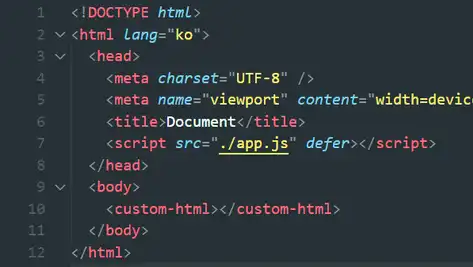 1 <!DOCTYPE html>
2 <html lang="ko">
3 <head>
4 <meta charset="UTF-8" />
5 <meta name="viewport" content="width=devic
6 <title>Document</title>
7 <script src="./app.js" defer></script>
8 </head>
9 <body>
10 <custom-html></custom-html>
11 </body>
12 </html>